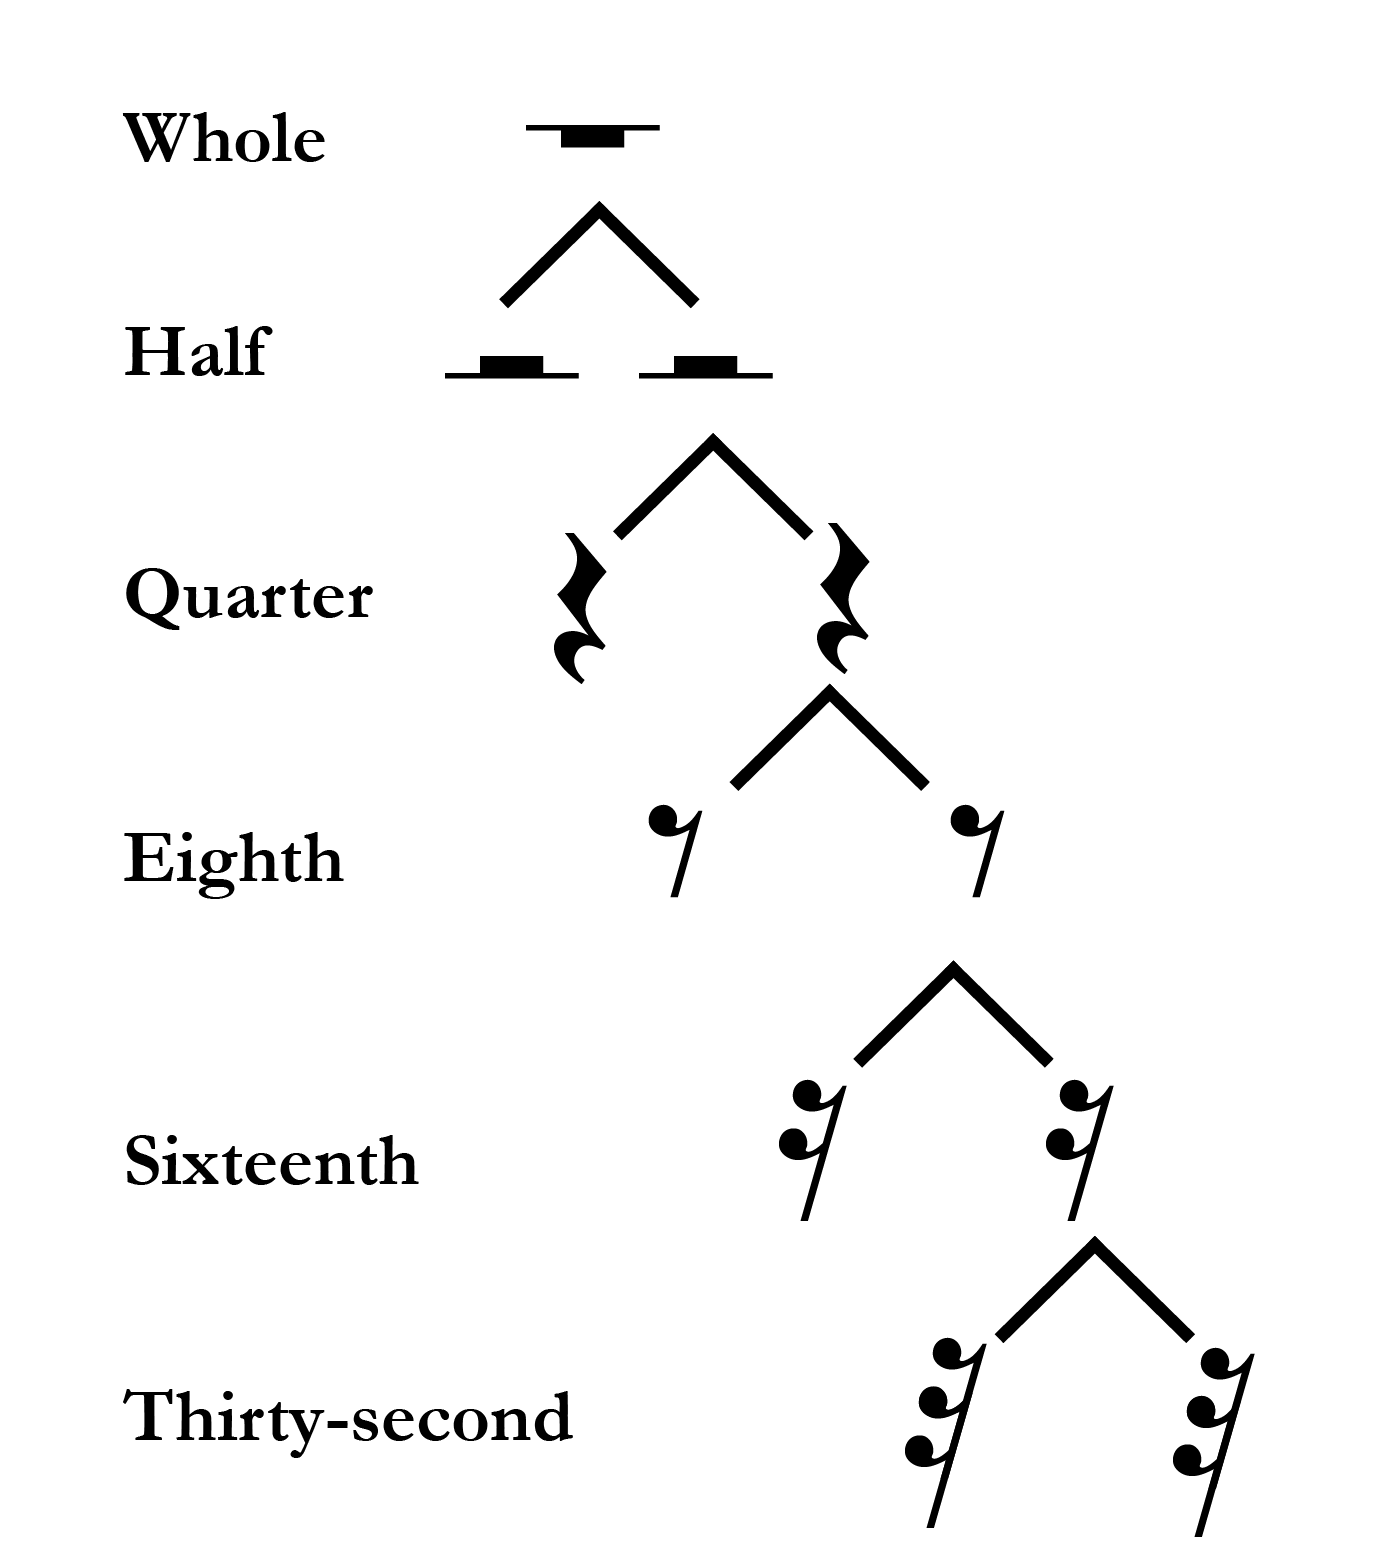 Whole
Half
Quarter
Eighth
Sixteenth
Thirty-second